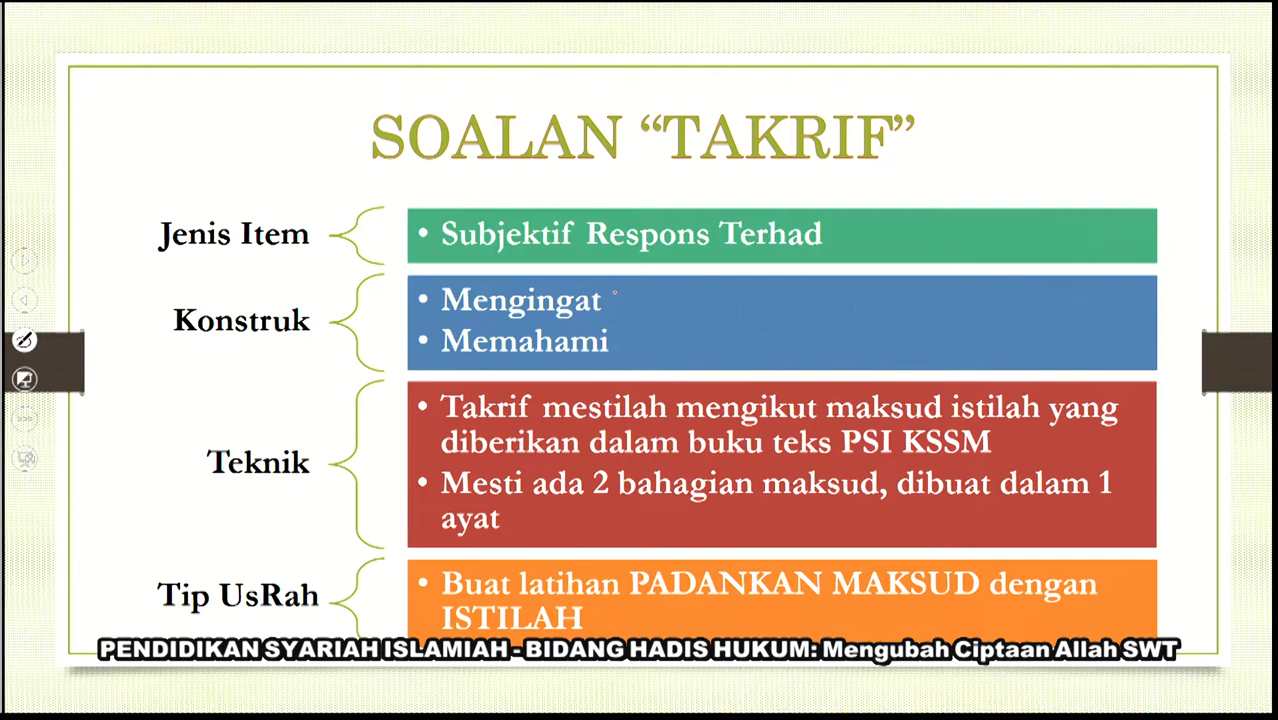 SOALAN “TAKRIF”
Jenis Item
• Subjektif Respons Terhad
Konstruk
• Mengingat
• Memahami
Teknik
• Takrif mestilah mengikut maksud istilah yang
diberikan dalam buku teks PSI KSSM
• Mesti ada 2 bahagian maksud, dibuat dalam 1
ayat
Tip UsRah
• Buat latihan PADANKAN MAKSUD dengan
ISTILAH
PENDIDIKAN SYARIAH ISLAMIAH - BIDANG HADIS HUKUM: Mengubah Ciptaan Allah SWT